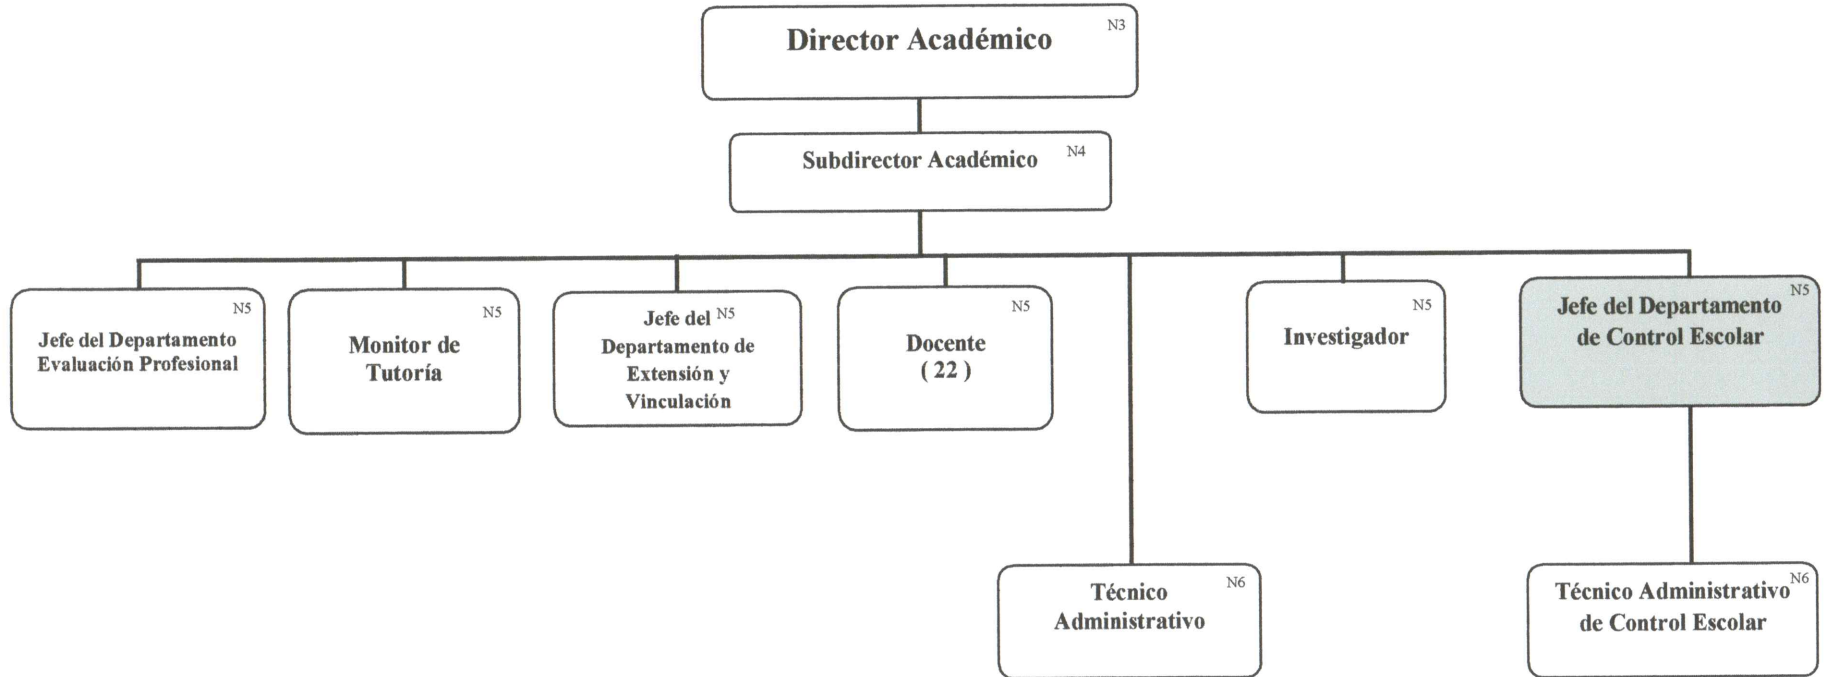 Director Académico N3
Subdirector Académico N4
N5
Jefe del Departamento
Evaluación Profesional
N5
Monitor de
Tutoría
Jefe del N5
Departamento de
Extensión y
Vinculación
N5
Docente
( 22 )
N5
Investigador
N5
Jefe del Departamento
de Control Escolar
Técnico N6
Administrativo
Técnico Administrativo N6
de Control Escolar